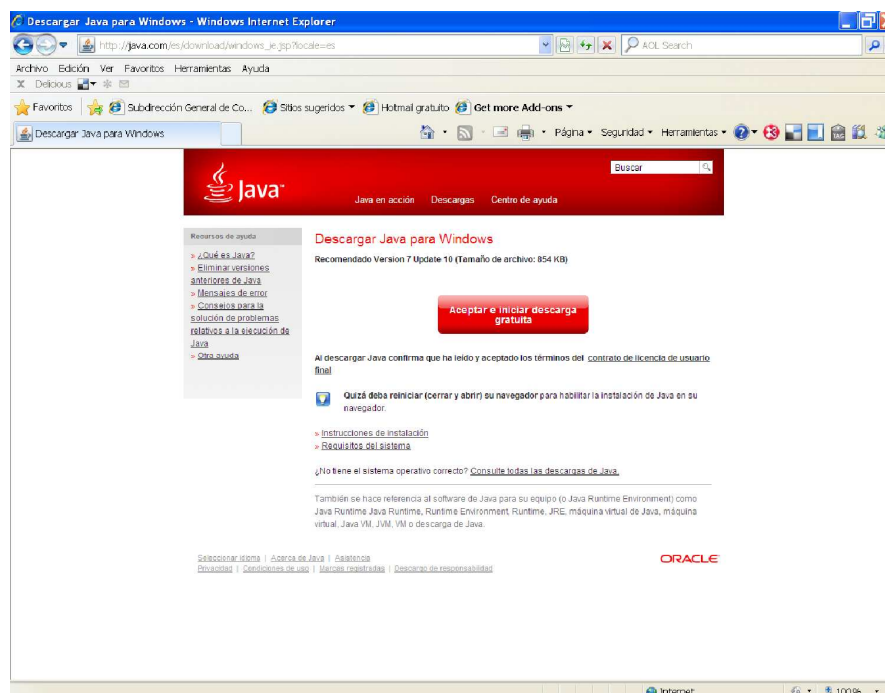 Descargar Java para Windows - Windows Internet Explorer
http://java.com/es/download/windows_ie.jsp?locale=es
AOL Search
Archivo Edición Ver Favoritos Herramientas Ayuda
X Delicious
Favoritos Subdirección General de Co... Sitios sugeridos Hotmail gratuito Get more Add-ons
Descargar Java para Windows Página Seguridad Herramientas
Java
Buscar
Java en acción Descargas Centro de ayuda
Recursos de ayuda
» ¿Qué es Java?
» Eliminar versiones
anteriores de Java
» Mensajes de error
» Consejos para la
solución de problemas
relativos a la ejecución de
Java
» Otra ayuda
Descargar Java para Windows
Recomendado Version 7 Update 10 (Tamaño de archivo: 854 KB)
Aceptar e iniciar descarga
gratuita
Al descargar Java confirma que ha leído y aceptado los términos del contrato de licencia de usuario
final
Quizá deba reiniciar (cerrar y abrir) su navegador para habilitar la instalación de Java en su
navegador.
» Instrucciones de instalación
» Requisitos del sistema
¿No tiene el sistema operativo correcto? Consulte todas las descargas de Java.
También se hace referencia al software de Java para su equipo (o Java Runtime Environment) como
Java Runtime Java Runtime, Runtime Environment, Runtime, JRE, máquina virtual de Java, máquina
virtual, Java VM, JVM, VM o descarga de Java.
Seleccionar idioma | Acerca de Java | Asistencia
Privacidad | Condiciones de uso | Marcas registradas | Descargo de responsabilidad
ORACLE
Internet 100%